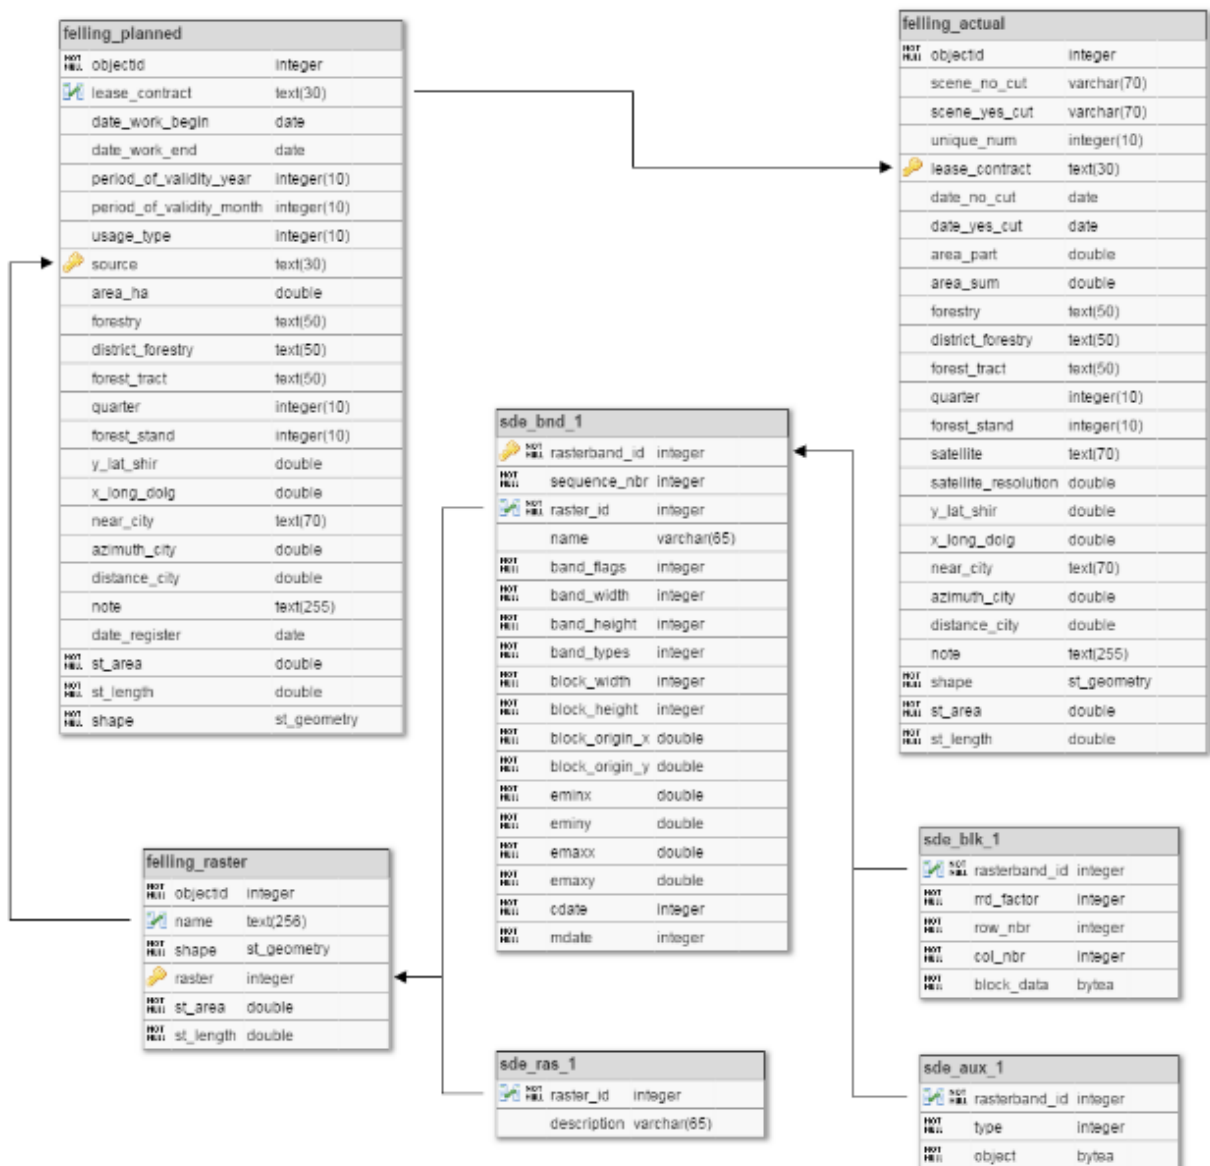 felling_planned
NOT NULL objectid integer
lease_contract text(30)
date_work_begin date
date_work_end date
period_of_validity_year integer(10)
period_of_validity_month integer(10)
usage_type integer(10)
source text(30)
area_ha double
forestry text(50)
district_forestry text(50)
forest_tract text(50)
quarter integer(10)
forest_stand integer(10)
y_lat_shir double
x_long_dolg double
near_city text(70)
azimuth_city double
distance_city double
note text(255)
date_register date
NOT NULL st_area double
NOT NULL st_length double
NOT NULL shape st_geometry
felling_actual
NOT NULL objectid integer
scene_no_cut varchar(70)
scene_yes_cut varchar(70)
unique_num integer(10)
lease_contract text(30)
date_no_cut date
date_yes_cut date
area_part double
area_sum double
forestry text(50)
district_forestry text(50)
forest_tract text(50)
quarter integer(10)
forest_stand integer(10)
satellite text(70)
satellite_resolution double
y_lat_shir double
x_long_dolg double
near_city text(70)
azimuth_city double
distance_city double
note text(255)
NOT NULL shape st_geometry
NOT NULL st_area double
NOT NULL st_length double
sde_bnd_1
NOT NULL rasterband_id integer
NOT NULL sequence_nbr integer
NOT NULL raster_id integer
name varchar(65)
NOT NULL band_flags integer
NOT NULL band_width integer
NOT NULL band_height integer
NOT NULL band_types integer
NOT NULL block_width integer
NOT NULL block_height integer
NOT NULL block_origin_x double
NOT NULL block_origin_y double
NOT NULL eminx double
NOT NULL eminy double
NOT NULL emaxx double
NOT NULL emaxy double
NOT NULL cdate integer
NOT NULL mdate integer
felling_raster
NOT NULL objectid integer
name text(256)
NOT NULL shape st_geometry
raster integer
NOT NULL st_area double
NOT NULL st_length double
sde_blk_1
NOT NULL rasterband_id integer
NOT NULL rrd_factor integer
NOT NULL row_nbr integer
NOT NULL col_nbr integer
NOT NULL block_data bytea
sde_ras_1
NOT NULL raster_id integer
description varchar(65)
sde_aux_1
NOT NULL rasterband_id integer
NOT NULL type integer
NOT NULL object bytea